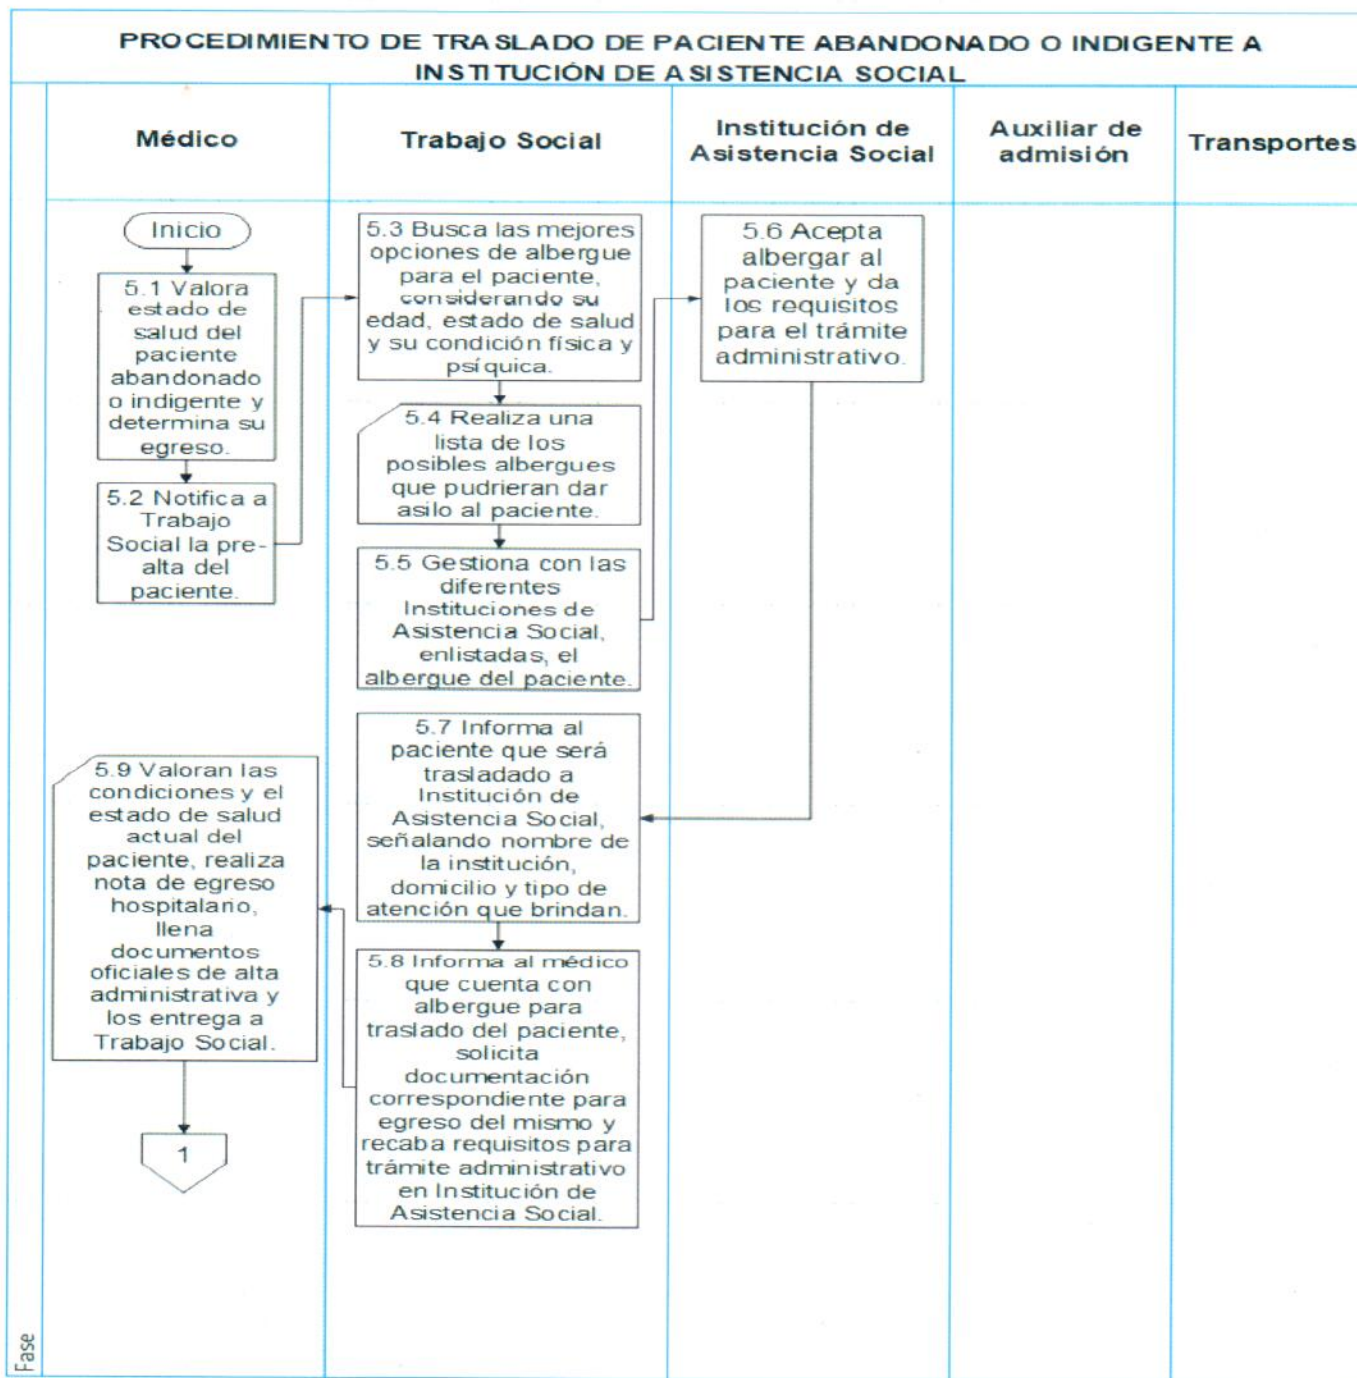 PROCEDIMIENTO DE TRASLADO DE PACIENTE ABANDONADO O INDIGENTE A
INSTITUCIÓN DE ASISTENCIA SOCIAL
Médico
Trabajo Social
Institución de
Asistencia Social
Auxiliar de
admisión
Transportes
Inicio
5.1 Valora
estado de
salud del
paciente
abandonado
o indigente y
determina su
egreso.
5.2 Notifica a
Trabajo
Social la pre-
alta del
paciente.
5.3 Busca las mejores
opciones de albergue
para el paciente,
considerando su
edad, estado de salud
y su condición física y
psíquica.
5.4 Realiza una
lista de los
posibles albergues
que pudrieran dar
asilo al paciente.
5.5 Gestiona con las
diferentes
Instituciones de
Asistencia Social,
enlistadas, el
albergue del paciente.
5.6 Acepta
albergar al
paciente y da
los requisitos
para el trámite
administrativo.
5.7 Informa al
paciente que será
trasladado a
Institución de
Asistencia Social,
señalando nombre de
la institución,
domicilio y tipo de
atención que brindan.
5.8 Informa al médico
que cuenta con
albergue para
traslado del paciente,
solicita
documentación
correspondiente para
egreso del mismo y
recaba requisitos para
trámite administrativo
en Institución de
Asistencia Social.
5.9 Valoran las
condiciones y el
estado de salud
actual del
paciente, realiza
nota de egreso
hospitalario,
llena
documentos
oficiales de alta
administrativa y
los entrega a
Trabajo Social.
1
Fase